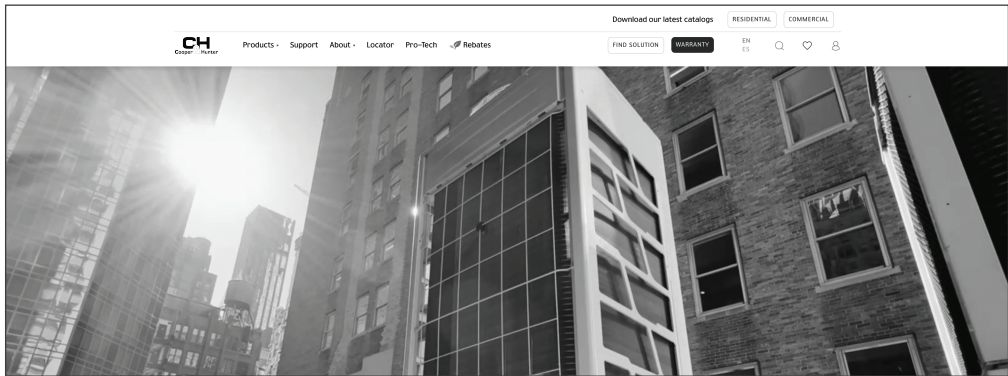 Download our latest catalogs RESIDENTIAL COMMERCIAL
CH
Cooper Hunter
Products Support About Locator Pro-Tech Rebates FIND SOLUTION WARRANTY EN
ES